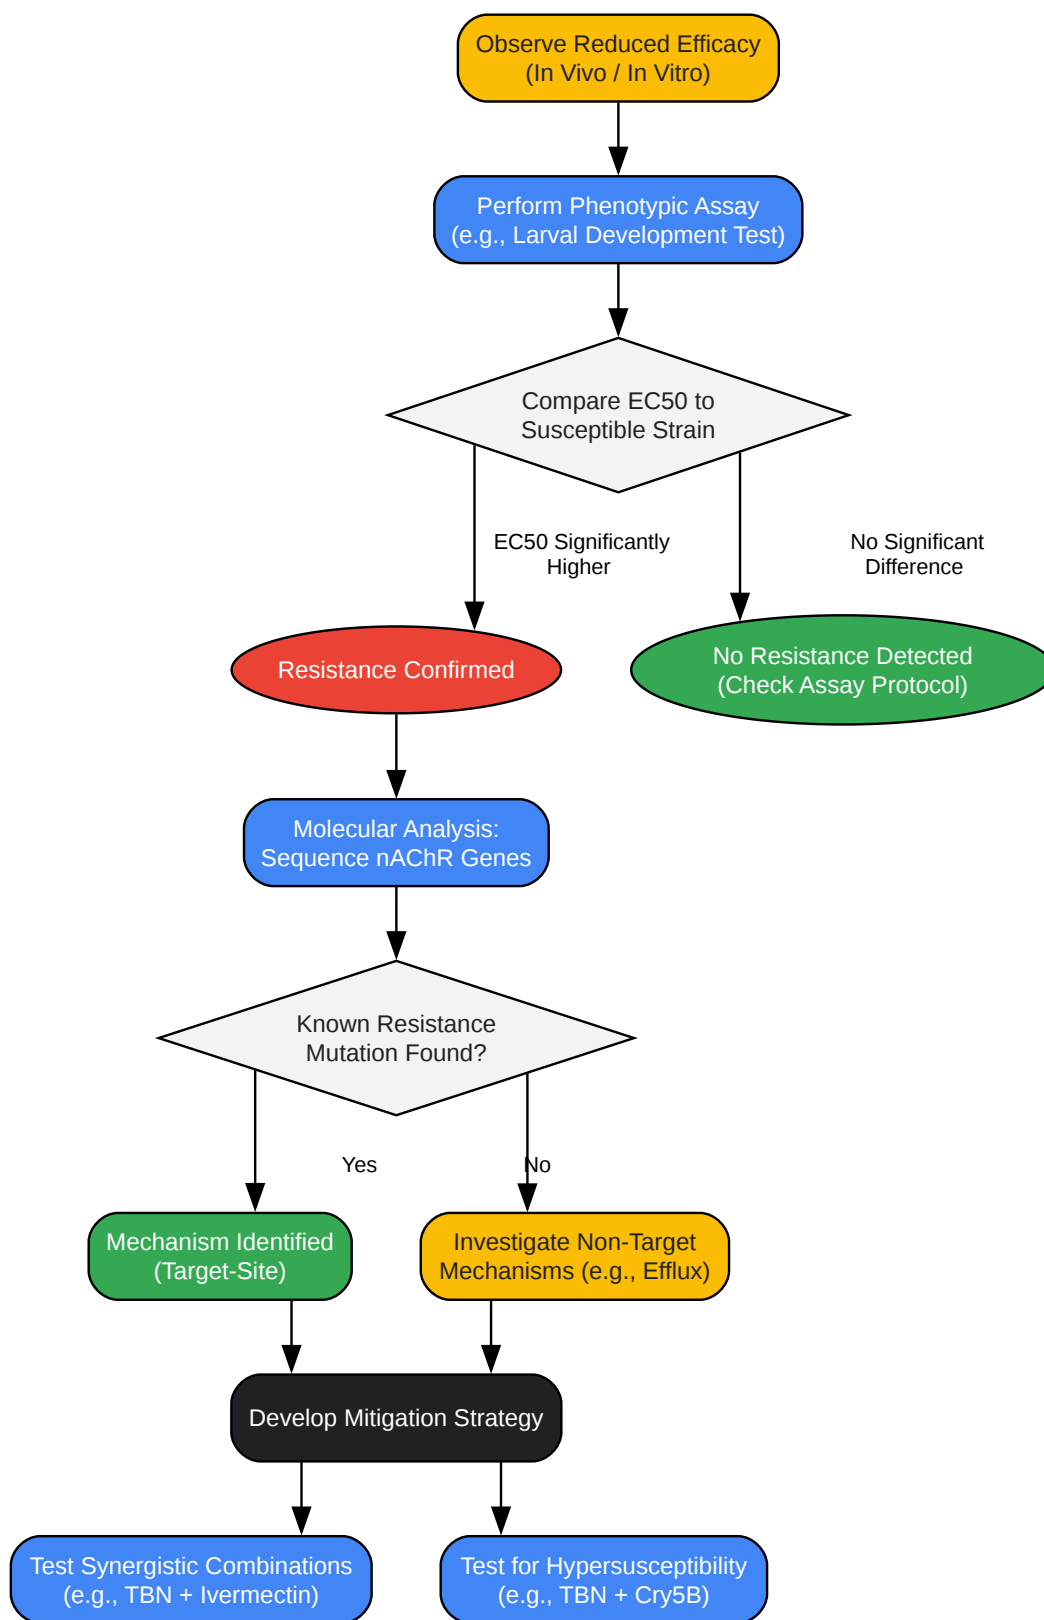 Observe Reduced Efficacy
(In Vivo / In Vitro)
Perform Phenotypic Assay
(e.g., Larval Development Test)
Compare EC50 to
Susceptible Strain
EC50 Significantly
Higher
No Significant
Difference
Resistance Confirmed
No Resistance Detected
(Check Assay Protocol)
Molecular Analysis:
Sequence nAChR Genes
Known Resistance
Mutation Found?
Yes
No
Mechanism Identified
(Target-Site)
Investigate Non-Target
Mechanisms (e.g., Efflux)
Develop Mitigation Strategy
Test Synergistic Combinations
(e.g., TBN + Ivermectin)
Test for Hypersusceptibility
(e.g., TBN + Cry5B)